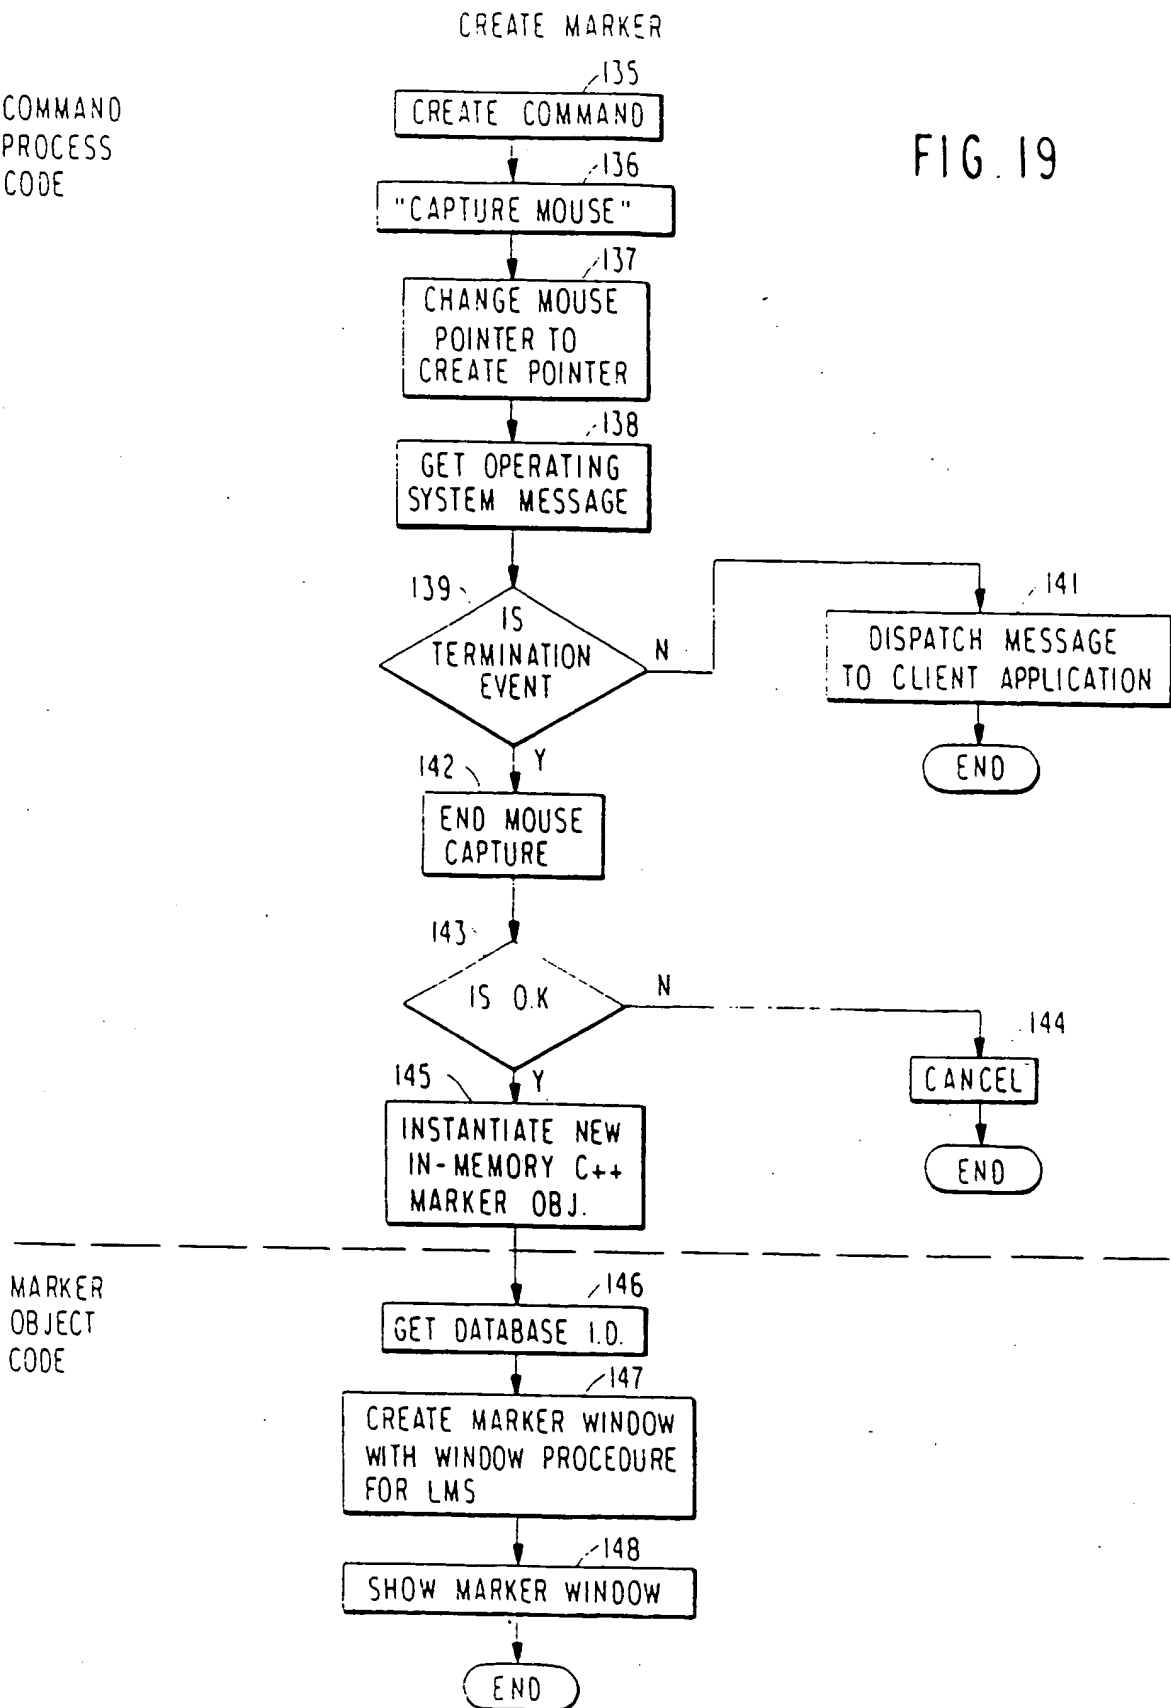 CREATE MARKER
COMMAND
PROCESS
CODE
FIG. 19
135
CREATE COMMAND
136
"CAPTURE MOUSE"
137
CHANGE MOUSE
POINTER TO
CREATE POINTER
138
GET OPERATING
SYSTEM MESSAGE
139
IS
TERMINATION
EVENT
N
141
DISPATCH MESSAGE
TO CLIENT APPLICATION
END
Y
142
END MOUSE
CAPTURE
143
IS O.K
N
144
CANCEL
END
Y
145
INSTANTIATE NEW
IN-MEMORY C++
MARKER OBJ.
MARKER
OBJECT
CODE
146
GET DATABASE I.D.
147
CREATE MARKER WINDOW
WITH WINDOW PROCEDURE
FOR LMS
148
SHOW MARKER WINDOW
END